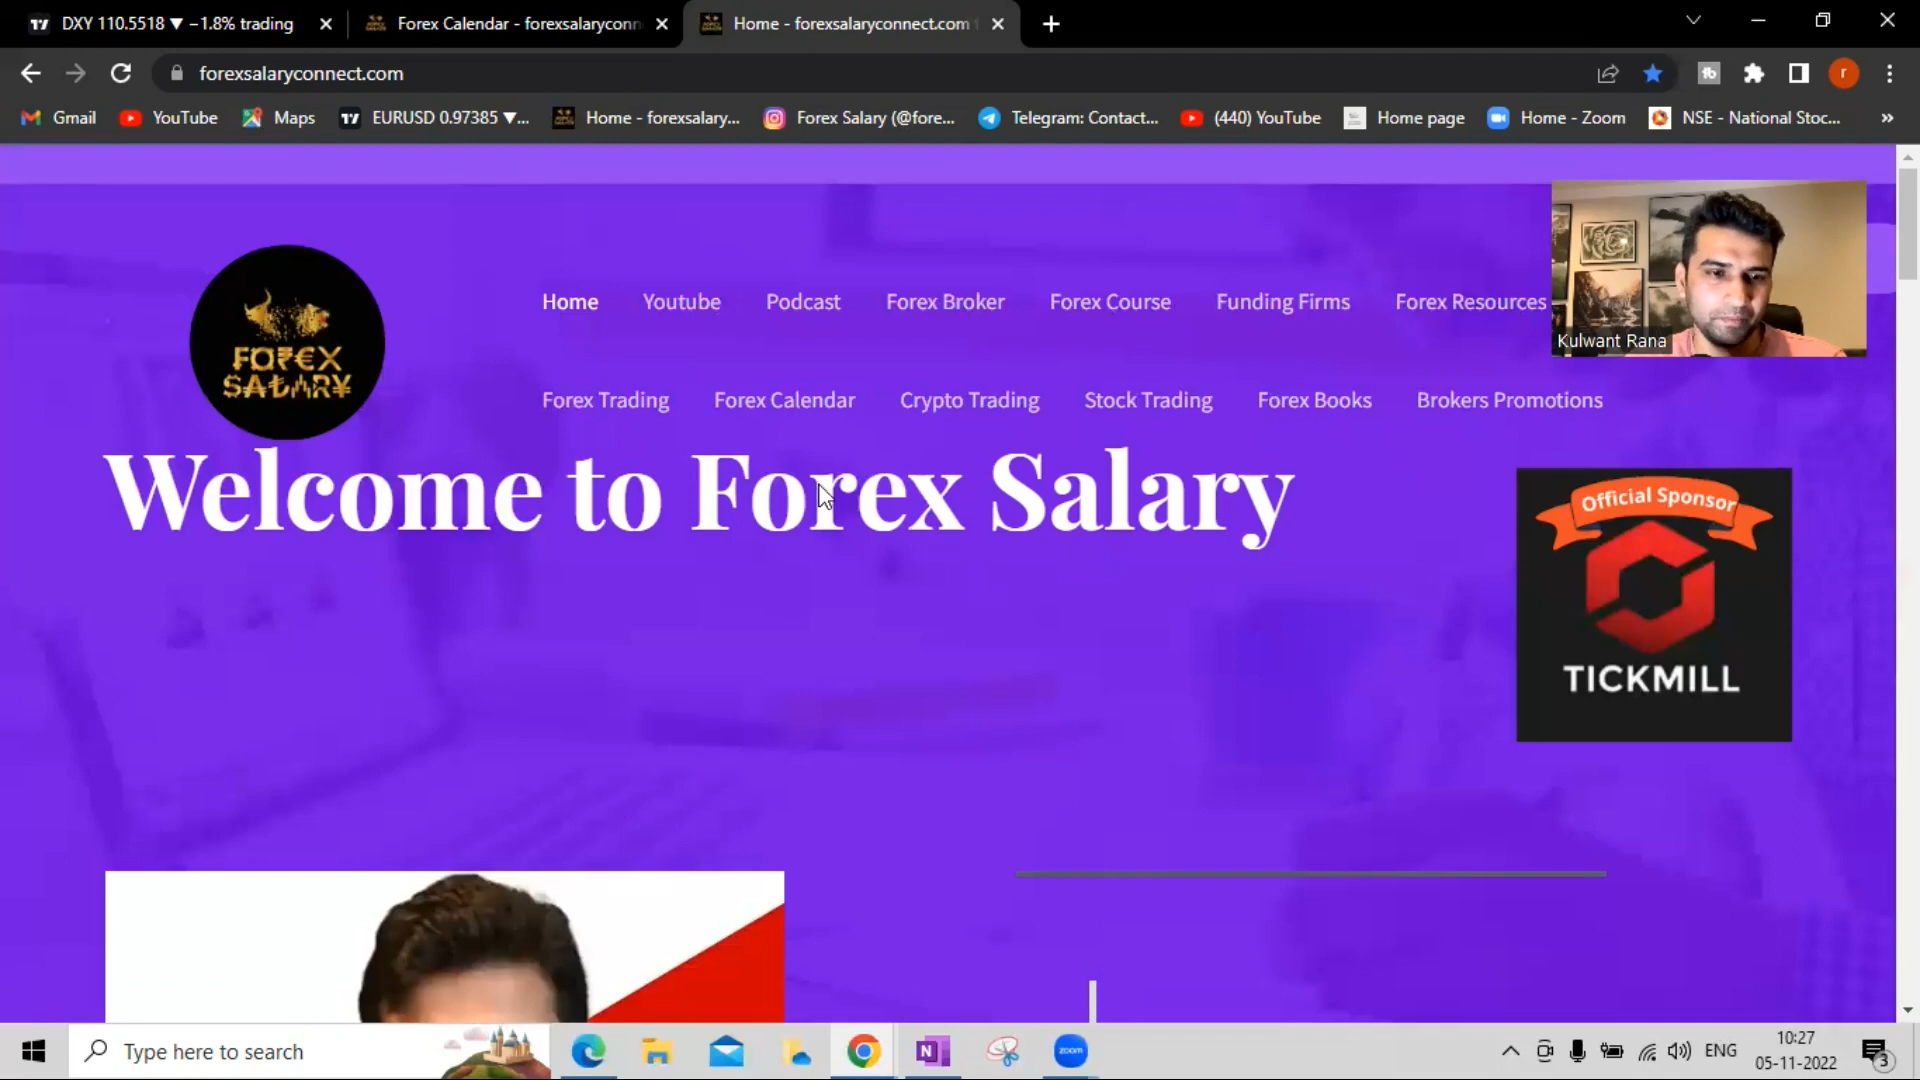 DXY 110.5518 ▼ −1.8% trading
Forex Calendar - forexsalaryconn
Home - forexsalaryconnect.com
forexsalaryconnect.com
r
Gmail
YouTube
Maps
EURUSD 0.97385 ▼...
Home - forexsalary...
Forex Salary (@fore...
Telegram: Contact...
(440) YouTube
Home page
Home - Zoom
NSE - National Stoc...
»
FOREX
SALARY
Home
Youtube
Podcast
Forex Broker
Forex Course
Funding Firms
Forex Resources
Kulwant Rana
Forex Trading
Forex Calendar
Crypto Trading
Stock Trading
Forex Books
Brokers Promotions
Welcome to Forex Salary
Official Sponsor
TICKMILL
Type here to search
N
zoom
ENG
10:27
05-11-2022
3